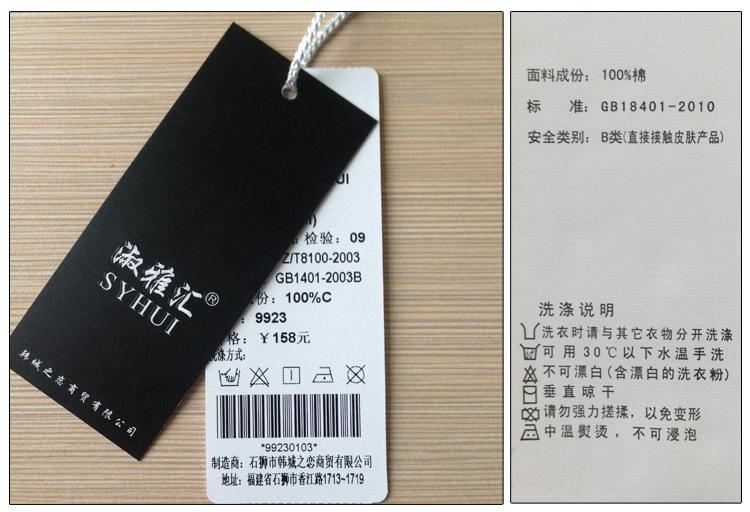 淑雅汇®
SYHUI
韩城之恋商贸有限公司
UI
检验：09
Z/T8100-2003
GB1401-2003B
份：100%C
：9923
格：￥158元
洗涤方式：
*99230103*
制造商：石狮市韩城之恋商贸有限公司
地址：福建省石狮市香江路1713-1719
面料成份：100%棉
标 准：GB18401-2010
安全类别：B类(直接接触皮肤产品)
洗涤说明
洗衣时请与其它衣物分开洗涤
可用30℃以下水温手洗
不可漂白(含漂白的洗衣粉)
垂直晾干
请勿强力搓揉，以免变形
中温熨烫，不可浸泡